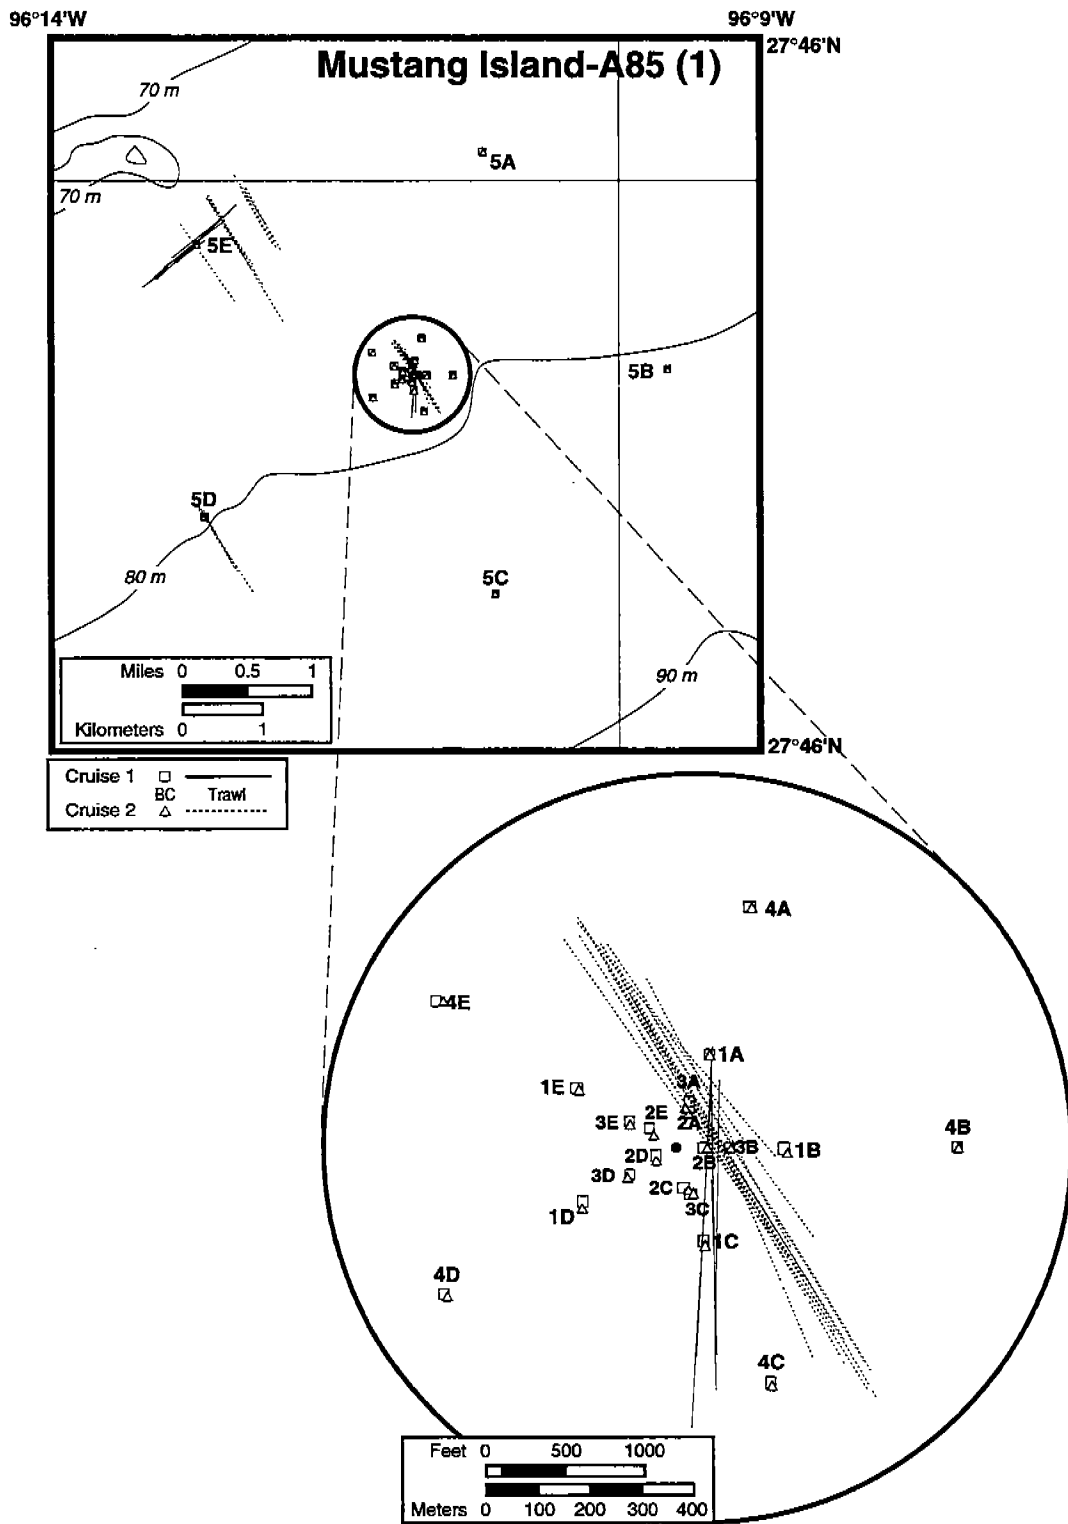 96°14'W
96°9'W
27°46'N
Mustang Island-A85 (1)
70 m
5A
70 m
5E
5B
5D
80 m
5C
90 m
Miles 0 0.5 1
Kilometers 0 1
27°46'N
Cruise 1 BC Trawl
Cruise 2
4A
4E
1A
1E
3A
3E 2E
2A
4B
2B 3B 1B
2D
3D
2C
3C
1D
1C
4D
4C
Feet 0 500 1000
Meters 0 100 200 300 400